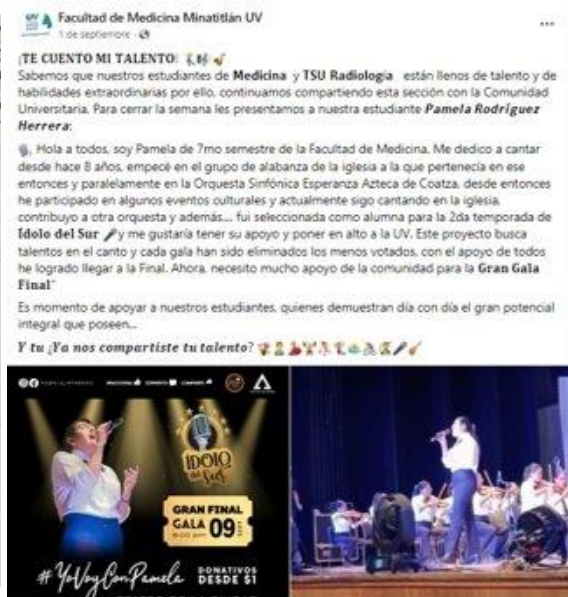 Facultad de Medicina Minatitlán UV
1 de septiembre
¡TE CUENTO MI TALENTO!
Sabemos que nuestros estudiantes de Medicina y TSU Radiología están llenos de talento y de
habilidades extraordinarias por ello, continuamos compartiendo esta sección con la Comunidad
Universitaria. Para cerrar la semana les presentamos a nuestra estudiante Pamela Rodríguez
Herrera:
Hola a todos, soy Pamela de 7mo semestre de la Facultad de Medicina. Me dedico a cantar
desde hace 8 años, empecé en el grupo de alabanza de la iglesia a la que pertenecía en ese
entonces y paralelamente en la Orquesta Sinfónica Esperanza Azteca de Coatza, desde entonces
he participado en algunos eventos culturales y actualmente sigo cantando en la iglesia,
contribuyo a otra orquesta y además... fui seleccionada como alumna para la 2da temporada de
Idolo del Sur y me gustaría tener su apoyo y poner en alto a la UV. Este proyecto busca
talentos en el canto y cada gala han sido eliminados los menos votados, con el apoyo de todos
he logrado llegar a la Final. Ahora, necesito mucho apoyo de la comunidad para la Gran Gala
Final"
Es momento de apoyar a nuestros estudiantes, quienes demuestran día con día el gran potencial
integral que poseen...
Y tu ¿Ya nos compartiste tu talento?
IDOLO
del Sur
GRAN FINAL
GALA 09
#YoVoyConPamela
DONATIVOS
DESDE $1